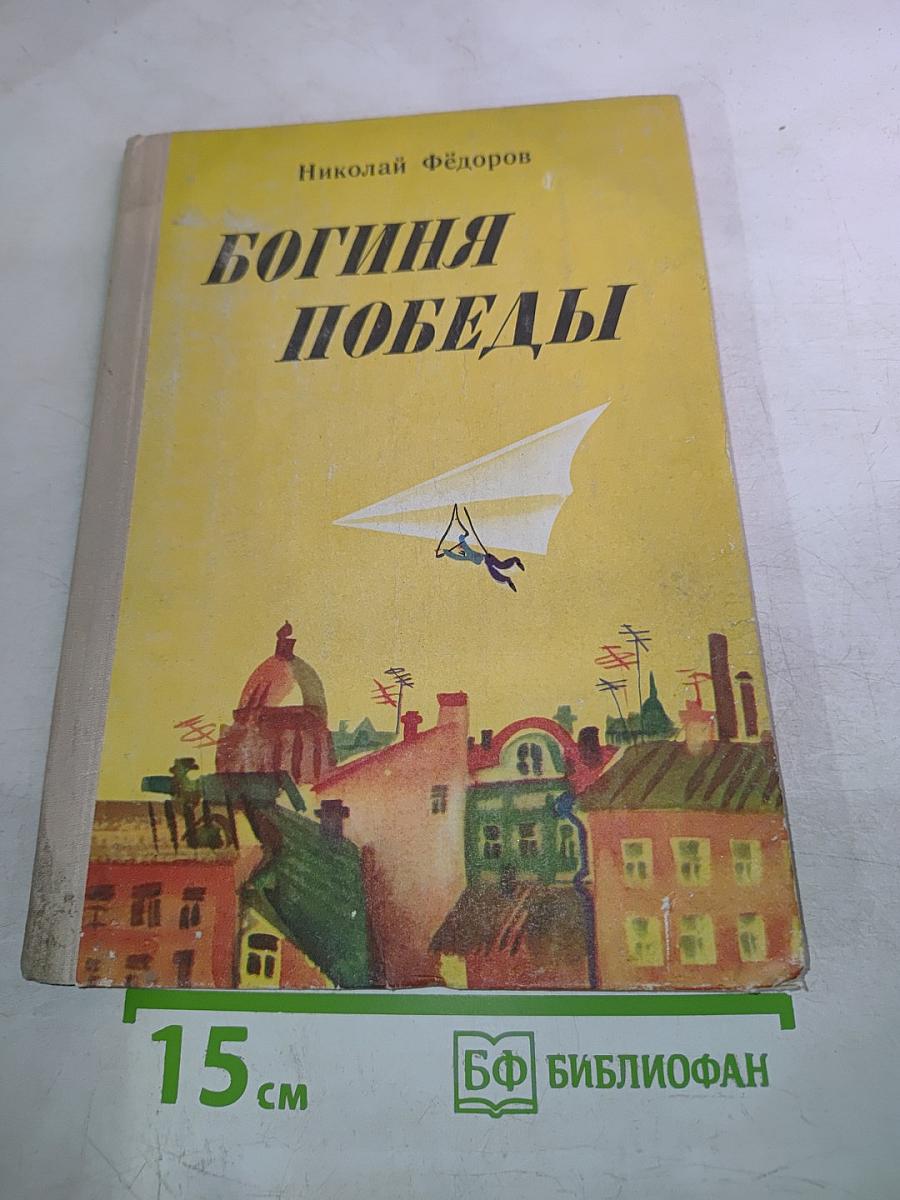 Николай Фёдоров
БОГИНЯ
ПОБЕДЫ
15 см
БФ БИБЛИОФАН